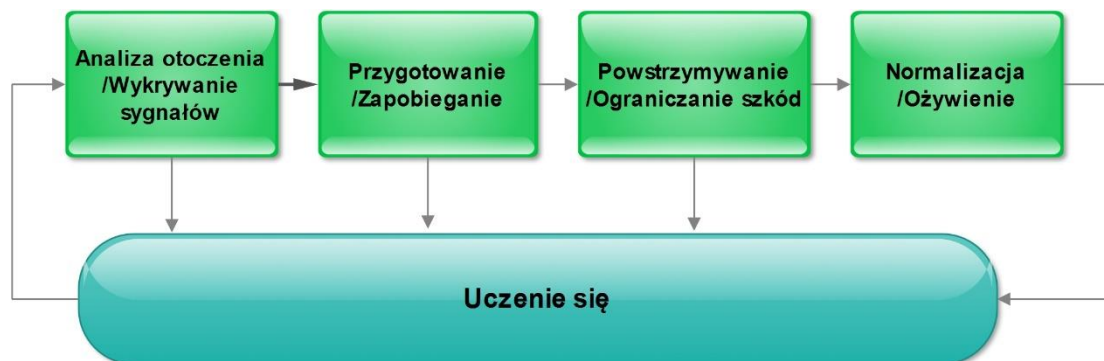 Analiza otoczenia
/Wykrywanie
sygnałów
Przygotowanie
/Zapobieganie
Powstrzymywanie
/Ograniczanie szkód
Normalizacja
/Ożywienie
Uczenie się